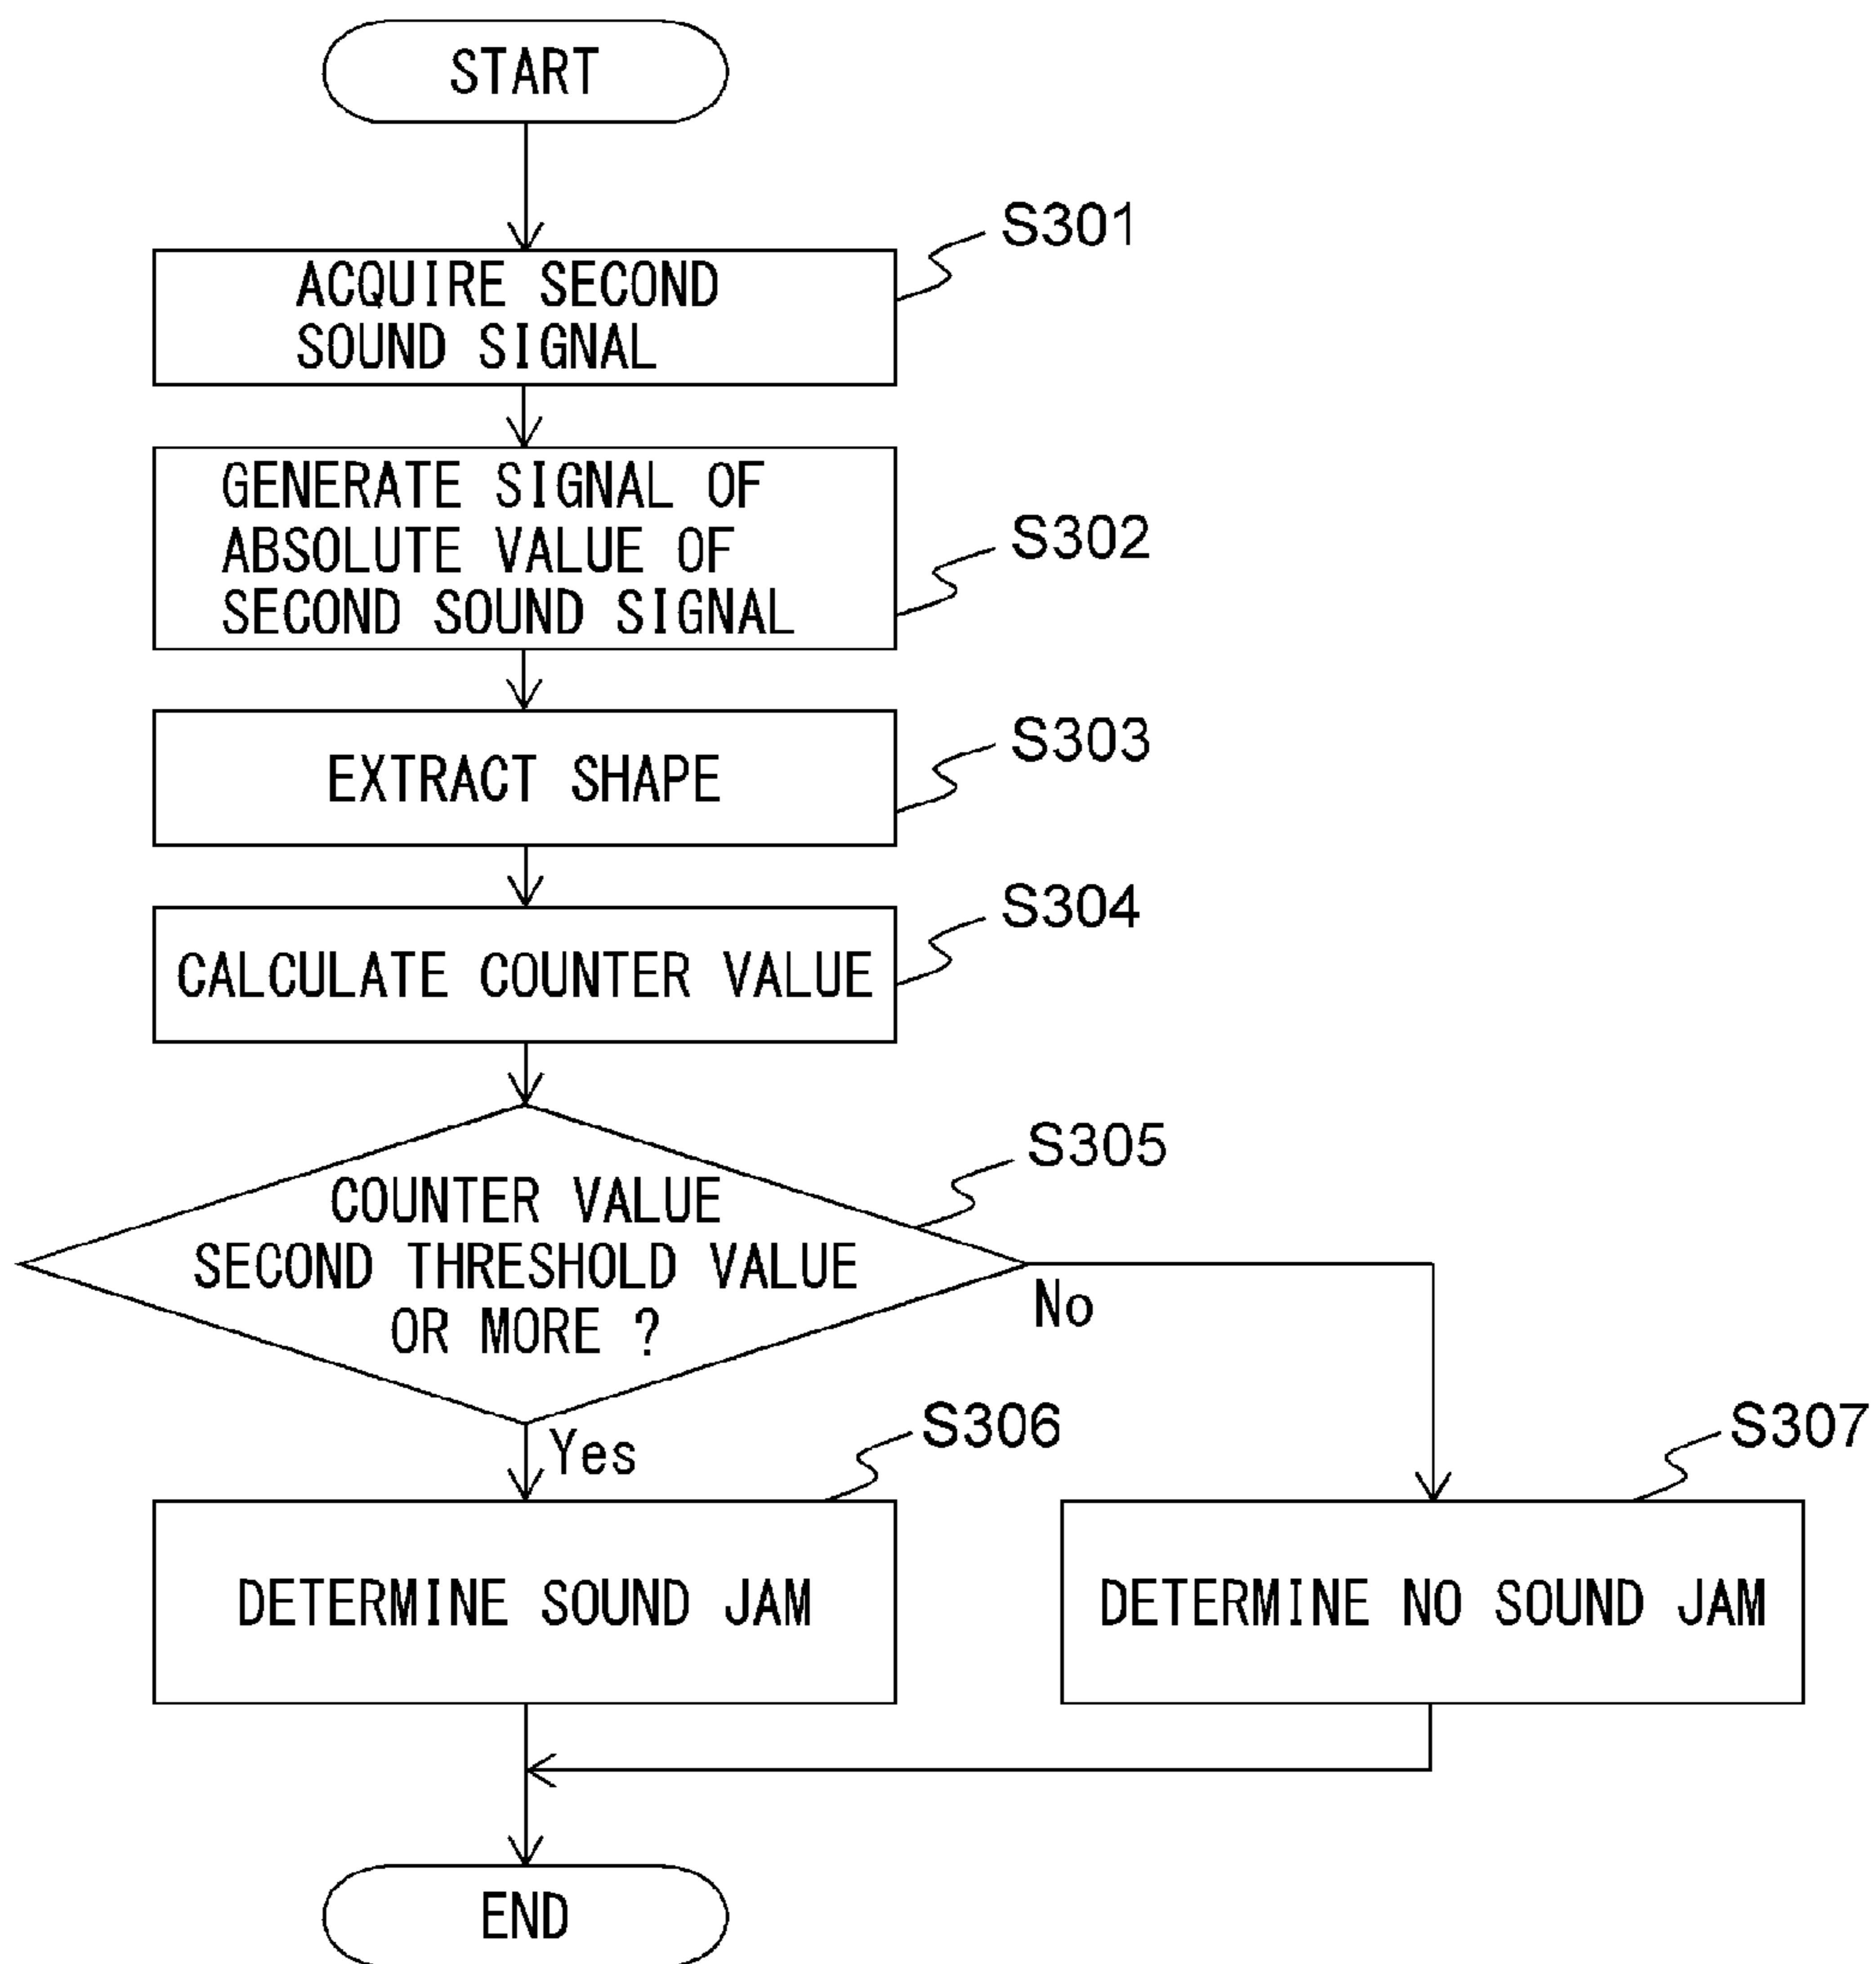 START
S301
ACQUIRE SECOND
SOUND SIGNAL
GENERATE SIGNAL OF
ABSOLUTE VALUE OF
SECOND SOUND SIGNAL
S302
EXTRACT SHAPE
S303
CALCULATE COUNTER VALUE
S304
COUNTER VALUE
SECOND THRESHOLD VALUE
OR MORE ?
S305
No
Yes
S306
S307
DETERMINE SOUND JAM
DETERMINE NO SOUND JAM
END